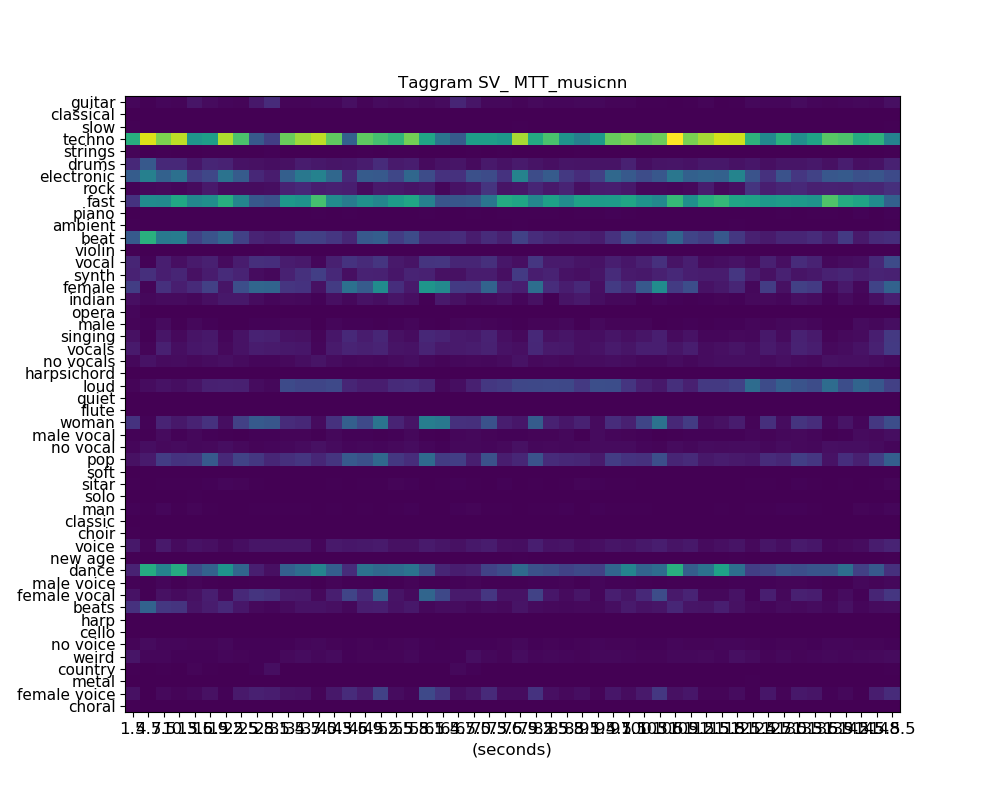 Taggram SV_ MTT_musicnn
guitar
classical
slow
techno
strings
drums
electronic
rock
fast
piano
ambient
beat
violin
vocal
synth
female
indian
opera
male
singing
vocals
no vocals
harpsichord
loud
quiet
flute
woman
male vocal
no vocal
pop
soft
sitar
solo
man
classic
choir
voice
new age
dance
male voice
female vocal
beats
harp
cello
no voice
weird
country
metal
female voice
choral
(seconds)